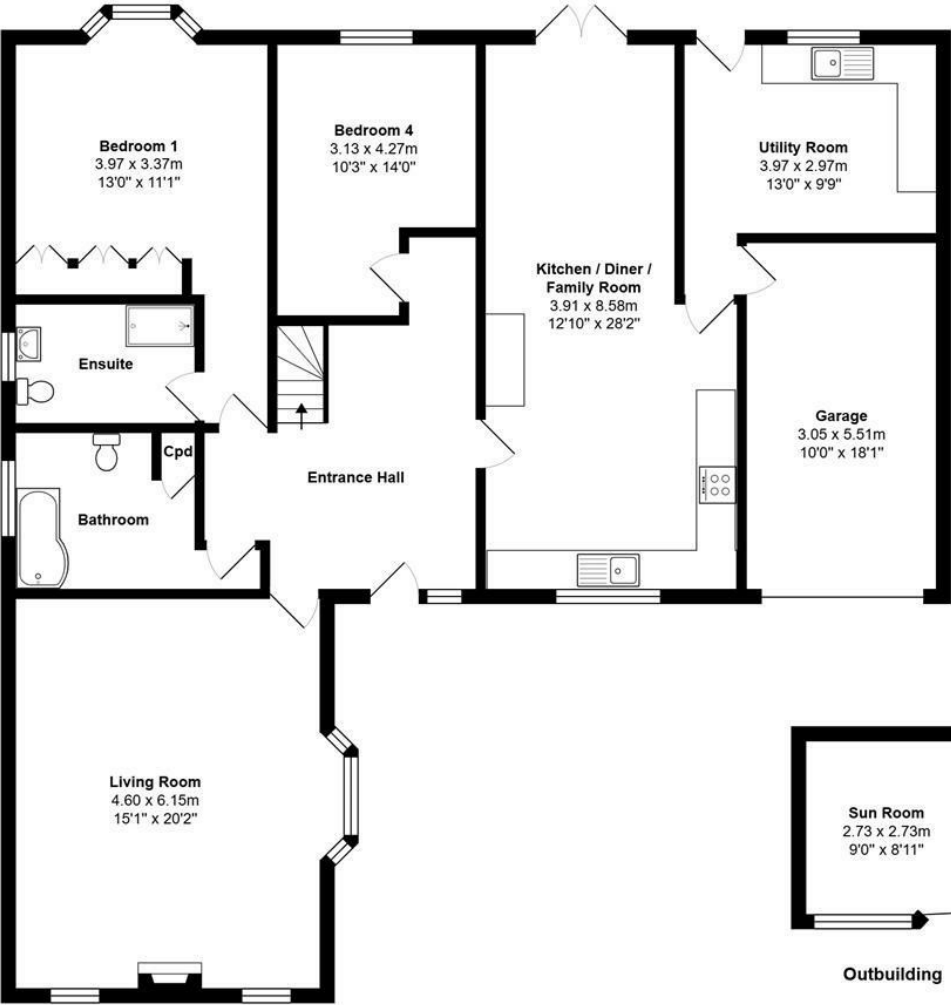 Bedroom 1
3.97 x 3.37m
13'0" x 11'1"
Bedroom 4
3.13 x 4.27m
10'3" x 14'0"
Utility Room
3.97 x 2.97m
13'0" x 9'9"
Kitchen / Diner /
Family Room
3.91 x 8.58m
12'10" x 28'2"
Ensuite
Garage
3.05 x 5.51m
10'0" x 18'1"
Cpd
Entrance Hall
Bathroom
Living Room
4.60 x 6.15m
15'1" x 20'2"
Sun Room
2.73 x 2.73m
9'0" x 8'11"
Outbuilding